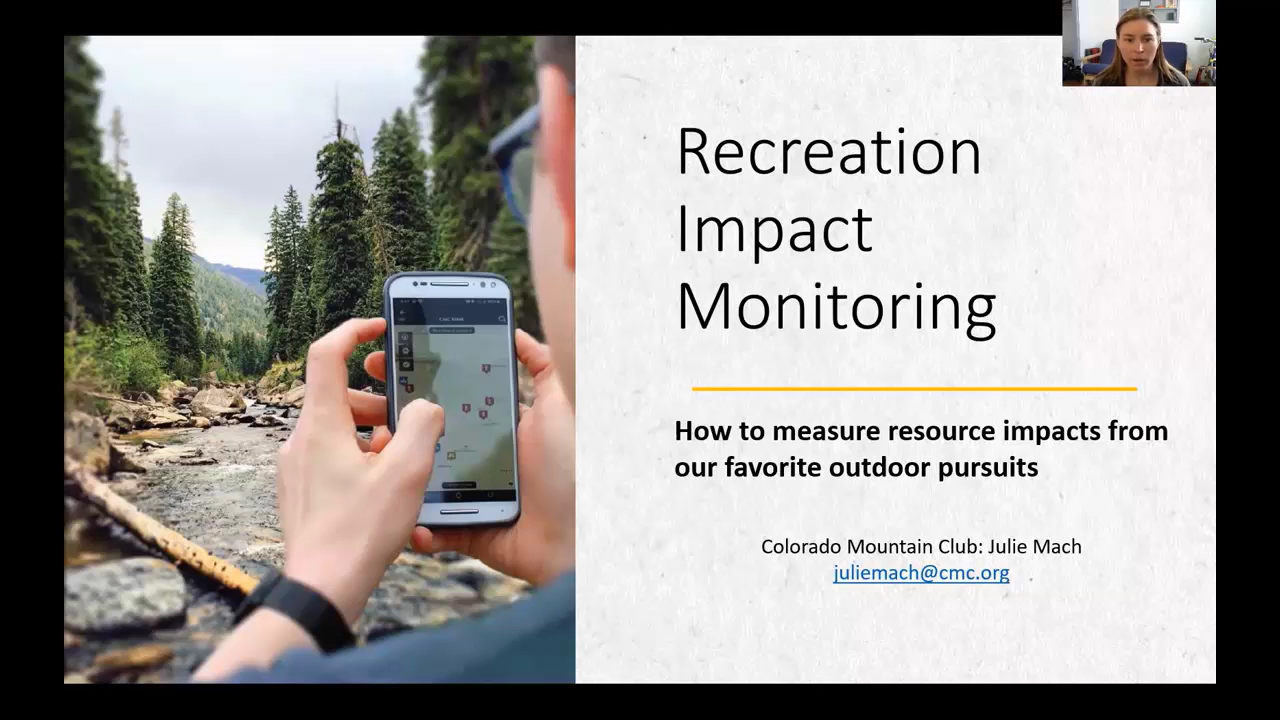 Recreation
Impact
Monitoring
How to measure resource impacts from
our favorite outdoor pursuits
Colorado Mountain Club: Julie Mach
juliemach@cmc.org